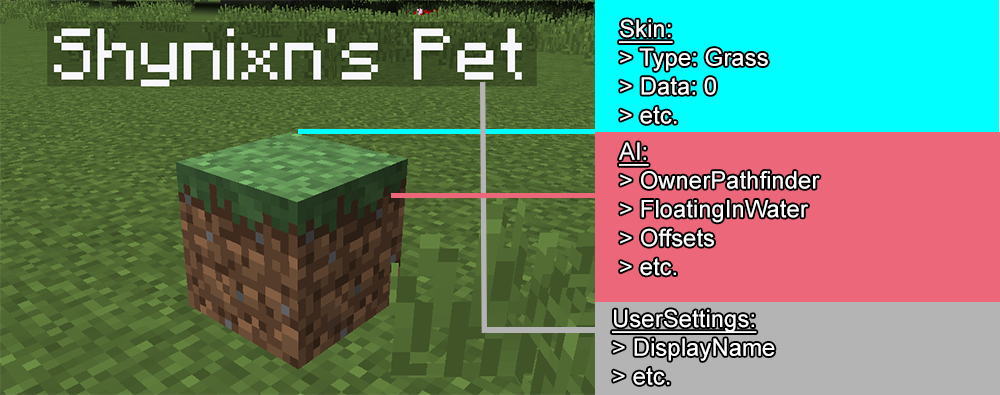 Shynixn's Pet
Skin:
> Type: Grass
> Data: 0
> etc.
AI:
> OwnerPathfinder
> FloatingInWater
> Offsets
> etc.
UserSettings:
> DisplayName
> etc.